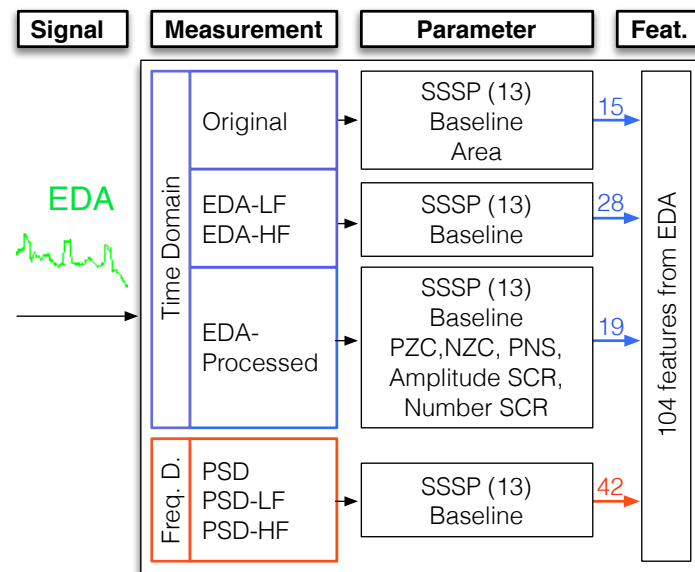 Signal
Measurement
Parameter
Feat.
EDA
Time Domain
Original
SSSP (13)
Baseline
Area
15
EDA-LF
EDA-HF
SSSP (13)
Baseline
28
EDA-
Processed
SSSP (13)
Baseline
PZC,NZC, PNS,
Amplitude SCR,
Number SCR
19
Freq. D.
PSD
PSD-LF
PSD-HF
SSSP (13)
Baseline
42
104 features from EDA